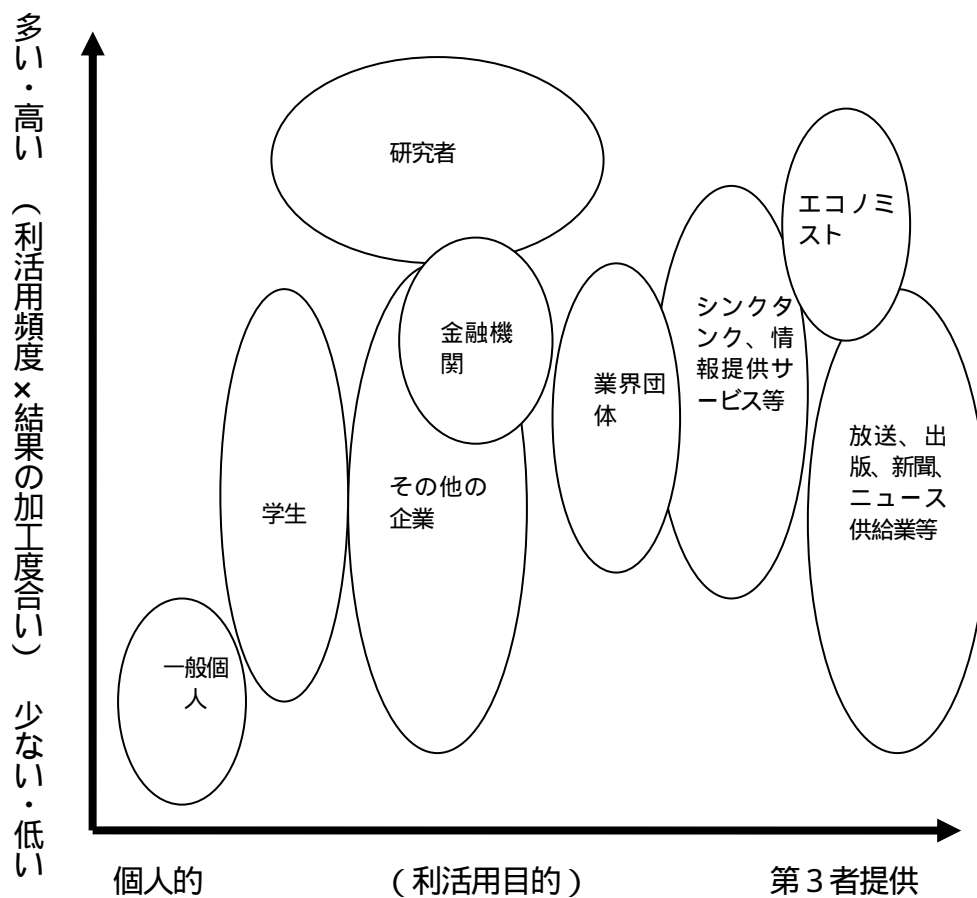 多い・高い （利活用頻度×結果の加工度合い） 少ない・低い
研究者
エコノミ
スト
金融機
関
シンクタ
ンク、情
報提供サ
ービス等
業界団
体
放送、出
版、新聞、
ニュース
供給業等
その他の
企業
学生
一般個
人
個人的 （利活用目的） 第３者提供